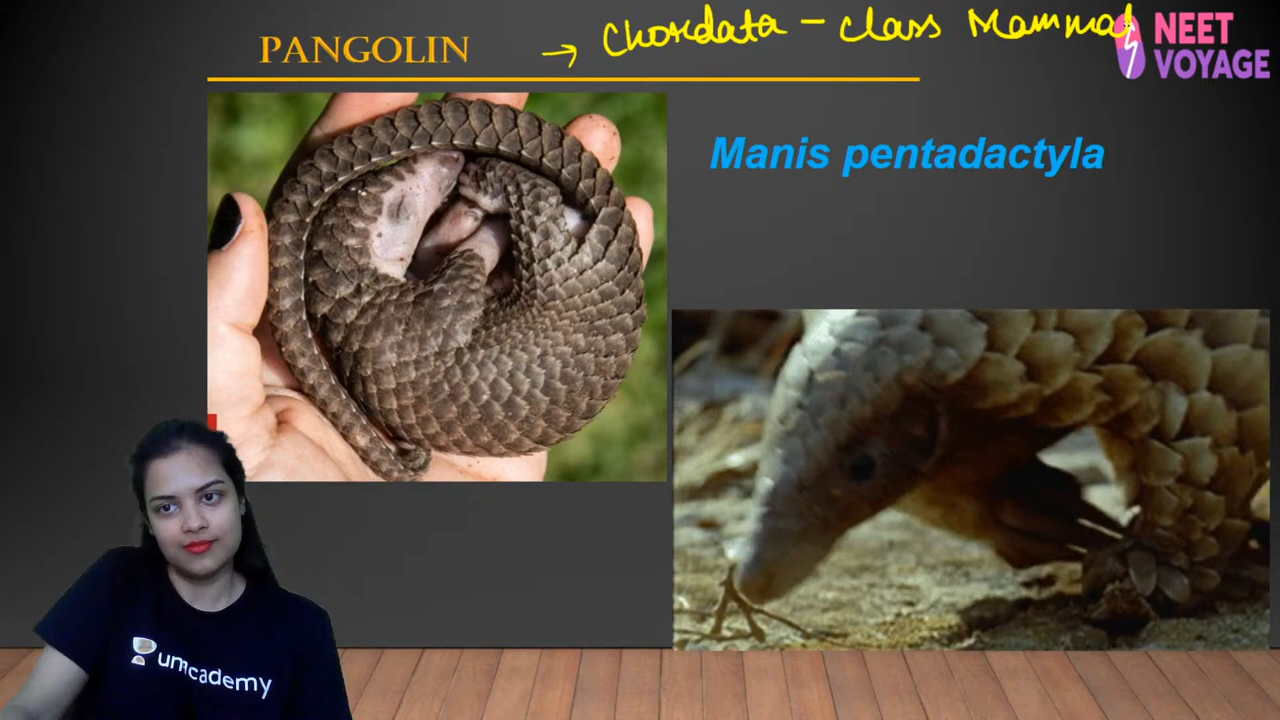 PANGOLIN → Chordata - class Mammal
NEET
VOYAGE
Manis pentadactyla
unacademy